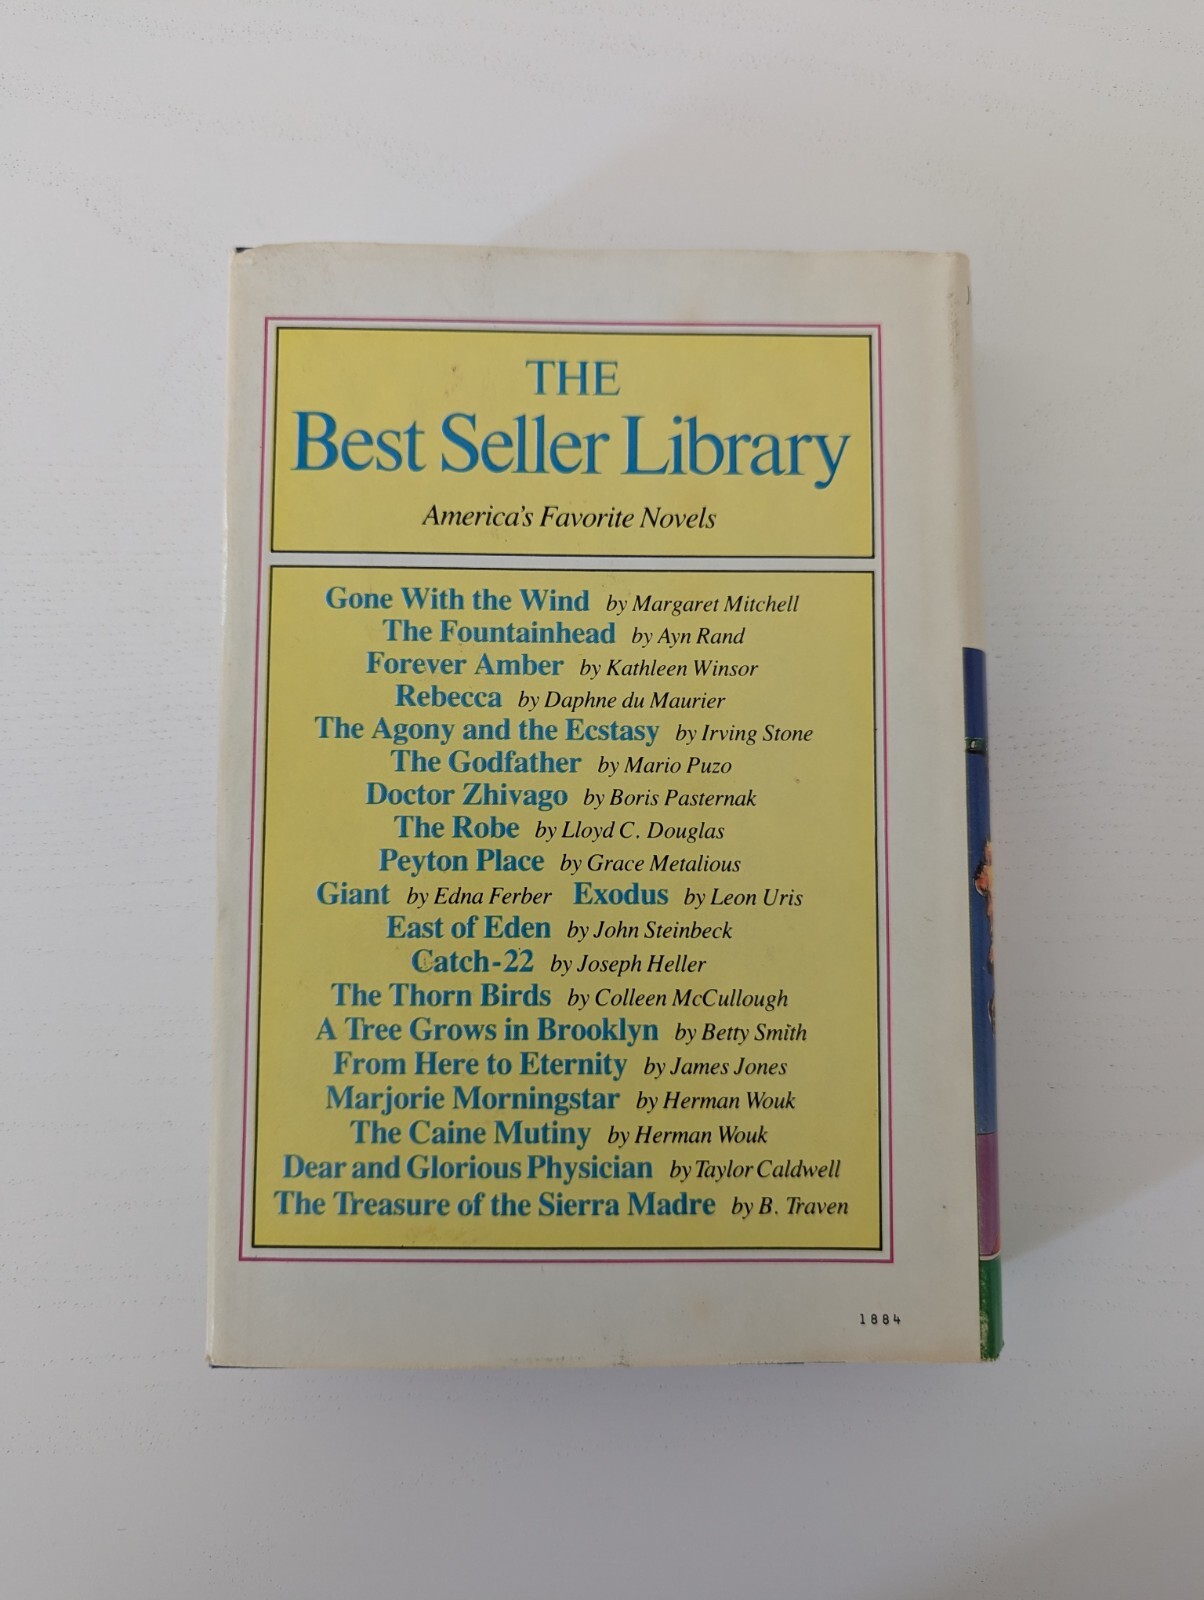 THE
Best Seller Library
America's Favorite Novels
Gone With the Wind by Margaret Mitchell
The Fountainhead by Ayn Rand
Forever Amber by Kathleen Winsor
Rebecca by Daphne du Maurier
The Agony and the Ecstasy by Irving Stone
The Godfather by Mario Puzo
Doctor Zhivago by Boris Pasternak
The Robe by Lloyd C. Douglas
Peyton Place by Grace Metalious
Giant by Edna Ferber Exodus by Leon Uris
East of Eden by John Steinbeck
Catch-22 by Joseph Heller
The Thorn Birds by Colleen McCullough
A Tree Grows in Brooklyn by Betty Smith
From Here to Eternity by James Jones
Marjorie Morningstar by Herman Wouk
The Caine Mutiny by Herman Wouk
Dear and Glorious Physician by Taylor Caldwell
The Treasure of the Sierra Madre by B. Traven
1884